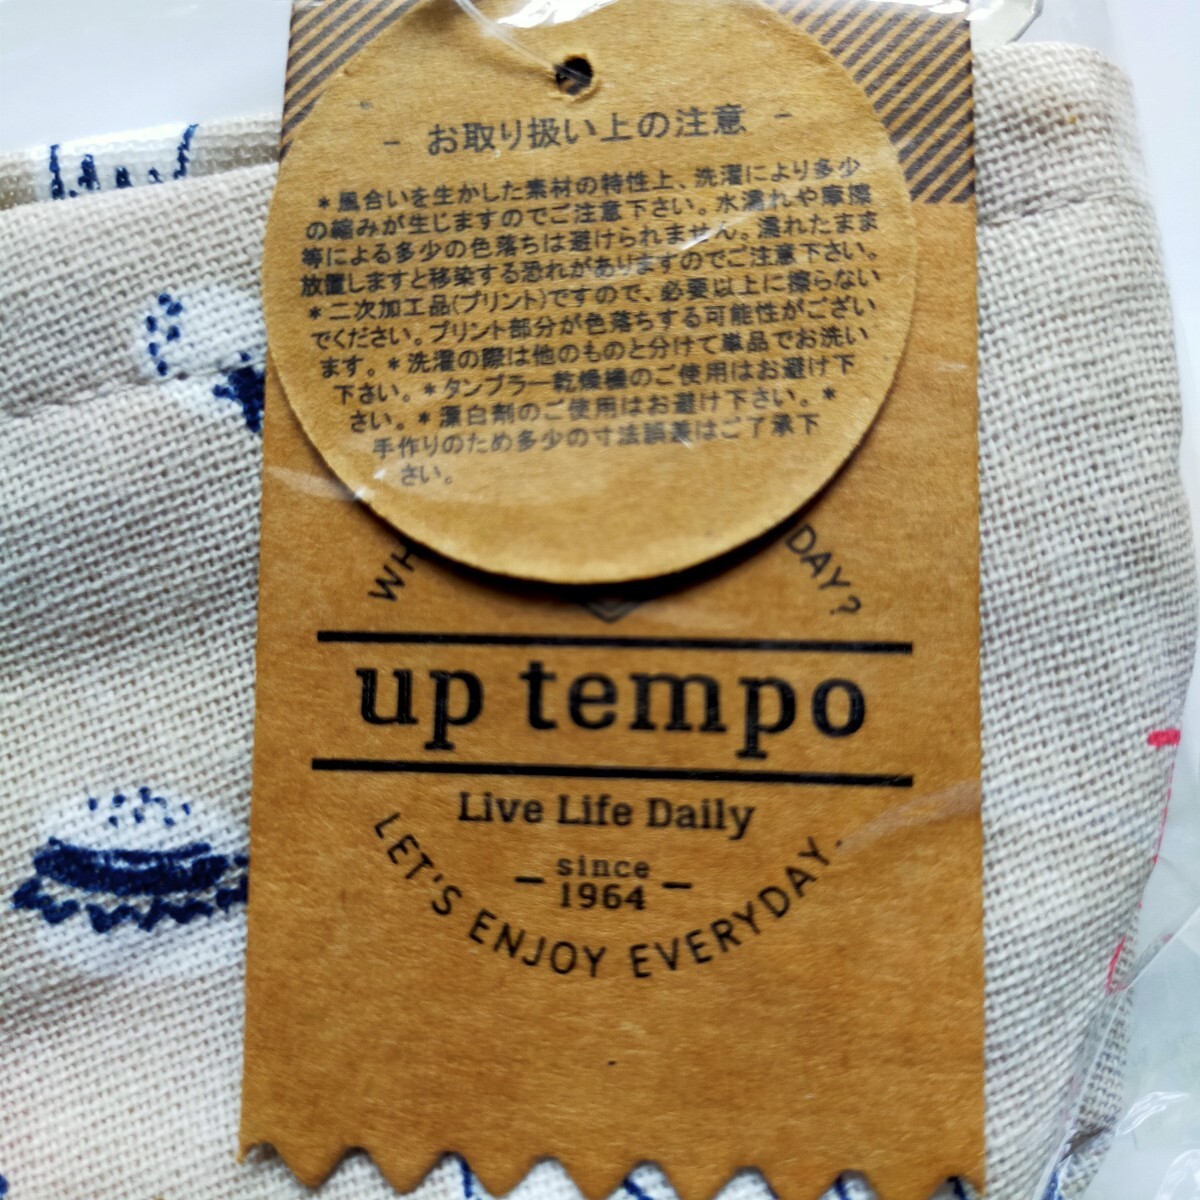 - お取り扱い上の注意 -
*風合いを生かした素材の特性上、洗濯により多少
の縮みが生じますのでご注意下さい。水濡れや摩擦
等による多少の色落ちは避けられません。濡れたまま
放置しますと移染する恐れがありますのでご注意下さい。
*二次加工品(プリント)ですので、必要以上に擦らない
でください。プリント部分が色落ちする可能性がござい
ます。*洗濯の際は他のものと分けて単品でお洗い
下さい。*タンブラー乾燥機のご使用はお避け下
さい。*漂白剤のご使用はお避け下さい。*
手作りのため多少の寸法誤差はご了承下
さい。
DAY?
up tempo
Live Life Daily
- since -
1964
LET'S ENJOY EVERYDAY.